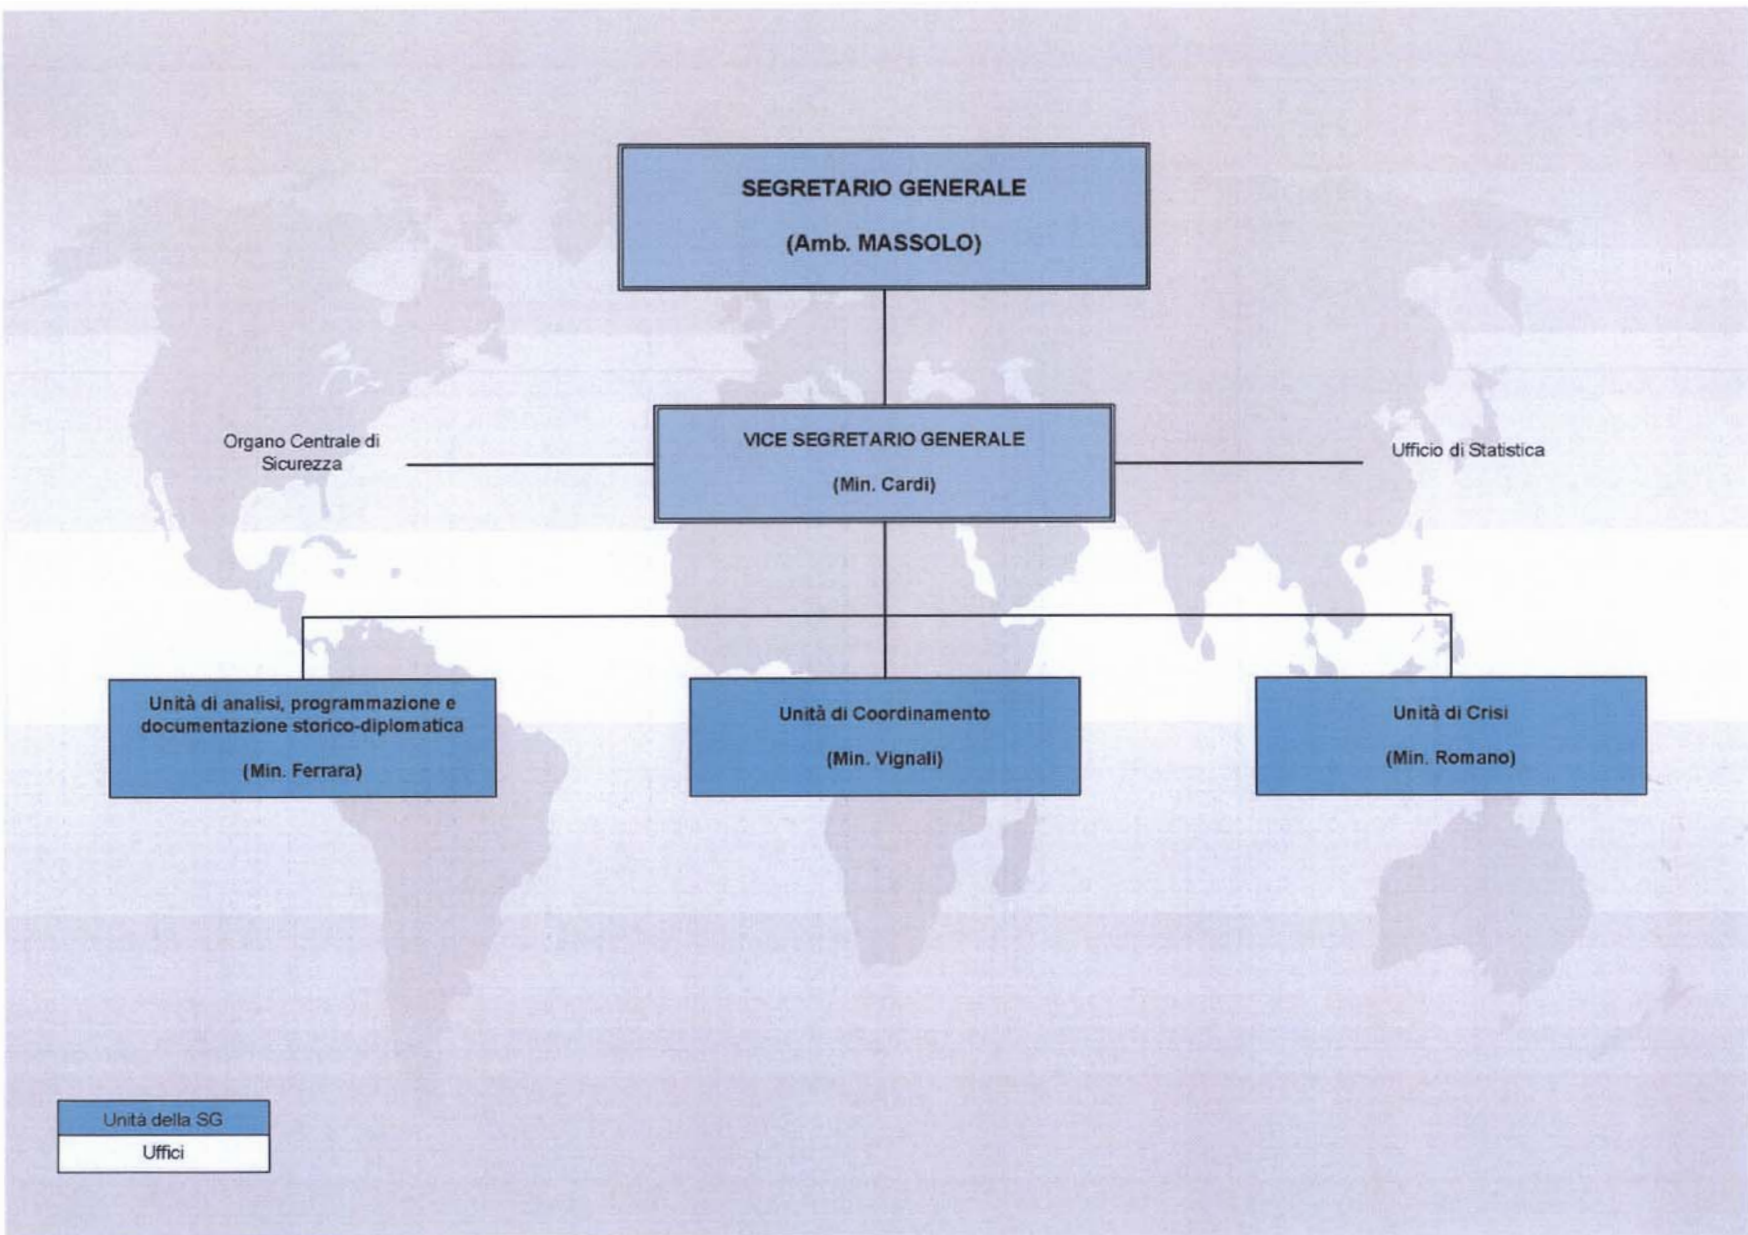 SEGRETARIO GENERALE
(Amb. MASSOLO)
Organo Centrale di
Sicurezza
VICE SEGRETARIO GENERALE
(Min. Cardi)
Ufficio di Statistica
Unità di analisi, programmazione e
documentazione storico-diplomatica
(Min. Ferrara)
Unità di Coordinamento
(Min. Vignali)
Unità di Crisi
(Min. Romano)
Unità della SG
Uffici